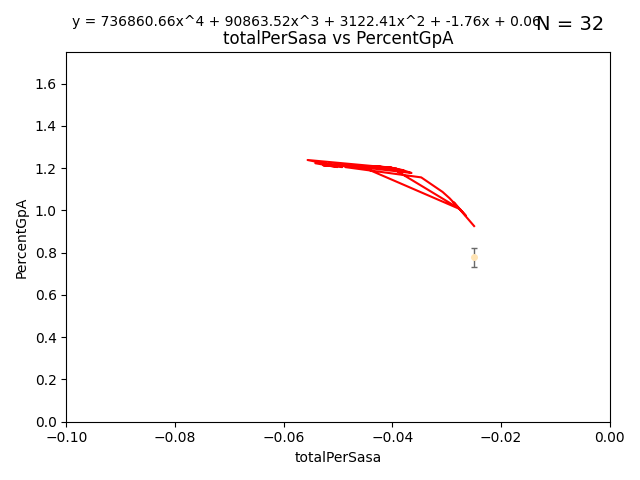 y = 736860.66x^4 + 90863.52x^3 + 3122.41x^2 + -1.76x + 0.06
N = 32
totalPerSasa vs PercentGpA
PercentGpA
1.6
1.4
1.2
1.0
0.8
0.6
0.4
0.2
0.0
−0.10 −0.08 −0.06 −0.04 −0.02 0.00
totalPerSasa